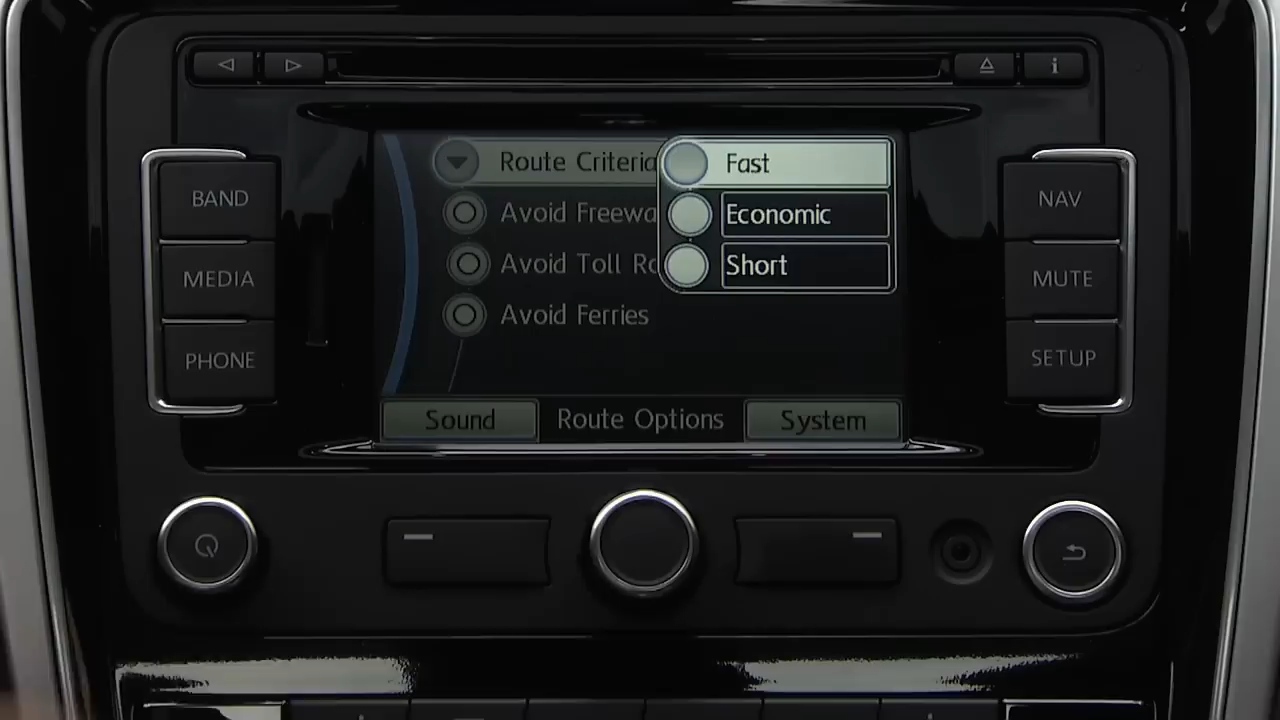 i
BAND
MEDIA
PHONE
Route Criteria
Avoid Freewa
Avoid Toll Ro
Avoid Ferries
Fast
Economic
Short
Sound
Route Options
System
NAV
MUTE
SETUP